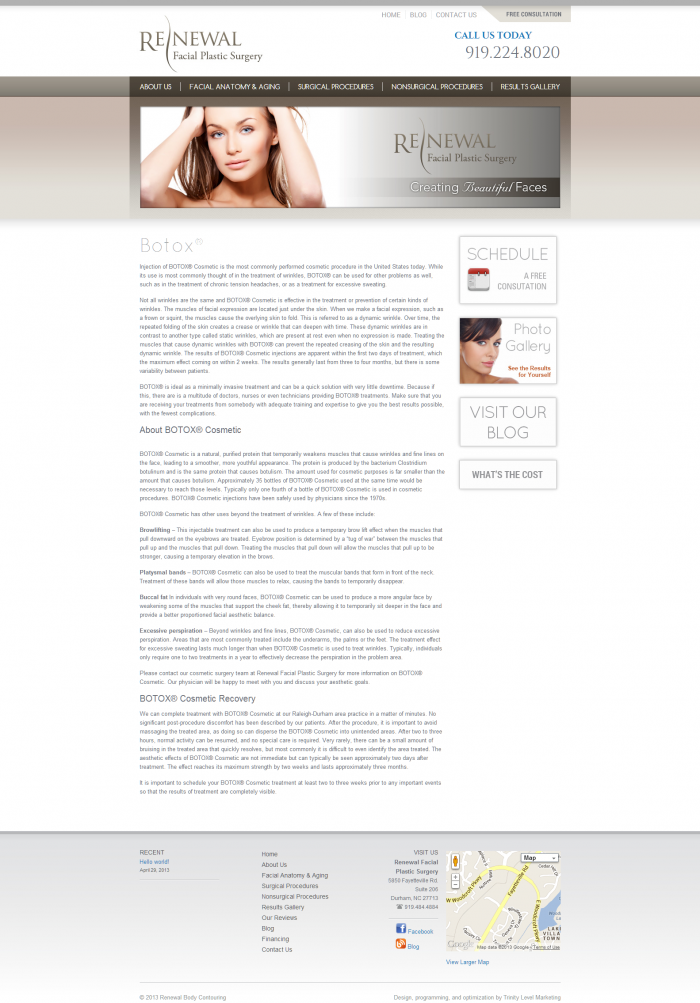 HOME
BLOG
CONTACT US
FREE CONSULTATION
RENEWAL
Facial Plastic Surgery
CALL US TODAY
919.224.8020
ABOUT US
FACIAL ANATOMY & AGING
SURGICAL PROCEDURES
NONSURGICAL PROCEDURES
RESULTS GALLERY
RENEWAL
Facial Plastic Surgery
Creating Beautiful Faces
Botox®
Injection of BOTOX® Cosmetic is the most commonly performed cosmetic procedure in the United States today. While
its use is most commonly thought of in the treatment of wrinkles, BOTOX® can be used for other problems as well,
such as in the treatment of chronic tension headaches, or as a treatment for excessive sweating.
Not all wrinkles are the same and BOTOX® Cosmetic is effective in the treatment or prevention of certain kinds of
wrinkles. The muscles of facial expression are located just under the skin. When we make a facial expression, such as
a frown or squint, the muscles cause the overlying skin to fold. This is referred to as a dynamic wrinkle. Over time, the
repeated folding of the skin creates a crease or wrinkle that can deepen with time. These dynamic wrinkles are in
contrast to another type called static wrinkles, which are present at rest even when no expression is made. Treating the
muscles that cause dynamic wrinkles with BOTOX® can prevent the repeated creasing of the skin and the resulting
dynamic wrinkle. The results of BOTOX® Cosmetic injections are apparent within the first two days of treatment, which
the maximum effect coming on within 2 weeks. The results generally last from three to four months, but there is some
variability between patients.
BOTOX® is ideal as a minimally invasive treatment and can be a quick solution with very little downtime. Because if
this, there is a multitude of doctors, nurses or even technicians providing BOTOX® treatments. Make sure that you
are receiving your treatments from somebody with adequate training and expertise to give you the best results possible,
with the fewest complications.
About BOTOX® Cosmetic
BOTOX® Cosmetic is a natural, purified protein that temporarily weakens muscles that cause wrinkles and fine lines on
the face, leading to a smoother, more youthful appearance. The protein is produced by the bacterium Clostridium
botulinum and is the same protein that causes botulism. The amount used for cosmetic purposes is far smaller than the
amount that causes botulism. Approximately 35 bottles of BOTOX® Cosmetic used at the same time would be
necessary to reach those levels. Typically only one fourth of a bottle of BOTOX® Cosmetic is used in cosmetic
procedures. BOTOX® Cosmetic injections have been safely used by physicians since the 1970s.
BOTOX® Cosmetic has other uses beyond the treatment of wrinkles. A few of these include:
Browlifting – This injectable treatment can also be used to produce a temporary brow lift effect when the muscles that
pull downward on the eyebrows are treated. Eyebrow position is determined by a "tug of war" between the muscles that
pull up and the muscles that pull down. Treating the muscles that pull down will allow the muscles that pull up to be
stronger, causing a temporary elevation in the brows.
Platysmal bands – BOTOX® Cosmetic can also be used to treat the muscular bands that form in front of the neck.
Treatment of these bands will allow those muscles to relax, causing the bands to temporarily disappear.
Buccal fat In individuals with very round faces, BOTOX® Cosmetic can be used to produce a more angular face by
weakening some of the muscles that support the cheek fat, thereby allowing it to temporarily sit deeper in the face and
provide a better proportioned facial aesthetic balance.
Excessive perspiration – Beyond wrinkles and fine lines, BOTOX® Cosmetic, can also be used to reduce excessive
perspiration. Areas that are most commonly treated include the underarms, the palms or the feet. The treatment effect
for excessive sweating lasts much longer than when BOTOX® Cosmetic is used to treat wrinkles. Typically, individuals
only require one to two treatments in a year to effectively decrease the perspiration in the problem area.
Please contact our cosmetic surgery team at Renewal Facial Plastic Surgery for more information on BOTOX®
Cosmetic. Our physician will be happy to meet with you and discuss your aesthetic goals.
BOTOX® Cosmetic Recovery
We can complete treatment with BOTOX® Cosmetic at our Raleigh-Durham area practice in a matter of minutes. No
significant post-procedure discomfort has been described by our patients. After the procedure, it is important to avoid
massaging the treated area, as doing so can disperse the BOTOX® Cosmetic into unintended areas. After two to three
hours, normal activity can be resumed, and no special care is required. Very rarely, there can be a small amount of
bruising in the treated area that quickly resolves, but most commonly it is difficult to even identify the area treated. The
aesthetic effects of BOTOX® Cosmetic are not immediate but can typically be seen approximately two days after
treatment. The effect reaches its maximum strength by two weeks and lasts approximately three months.
It is important to schedule your BOTOX® Cosmetic treatment at least two to three weeks prior to any important events
so that the results of treatment are completely visible.
SCHEDULE
A FREE
CONSUTATION
Photo
Gallery
See the Results
for Yourself
VISIT OUR
BLOG
WHAT'S THE COST
RECENT
Hello world!
April 29, 2013
Home
About Us
Facial Anatomy & Aging
Surgical Procedures
Nonsurgical Procedures
Results Gallery
Our Reviews
Blog
Financing
Contact Us
VISIT US
Renewal Facial
Plastic Surgery
5850 Fayetteville Rd.
Suite 206
Durham, NC 27713
☎ 919.484.4884
Facebook
Blog
Map
W Woodcroft Pkwy
Fayetteville Rd
E Woodcroft Pkwy
LAKE
VILLA
TOWN
Google
Map data ©2013 Google - Terms of Use
View Larger Map
© 2013 Renewal Body Contouring
Design, programming, and optimization by Trinity Level Marketing